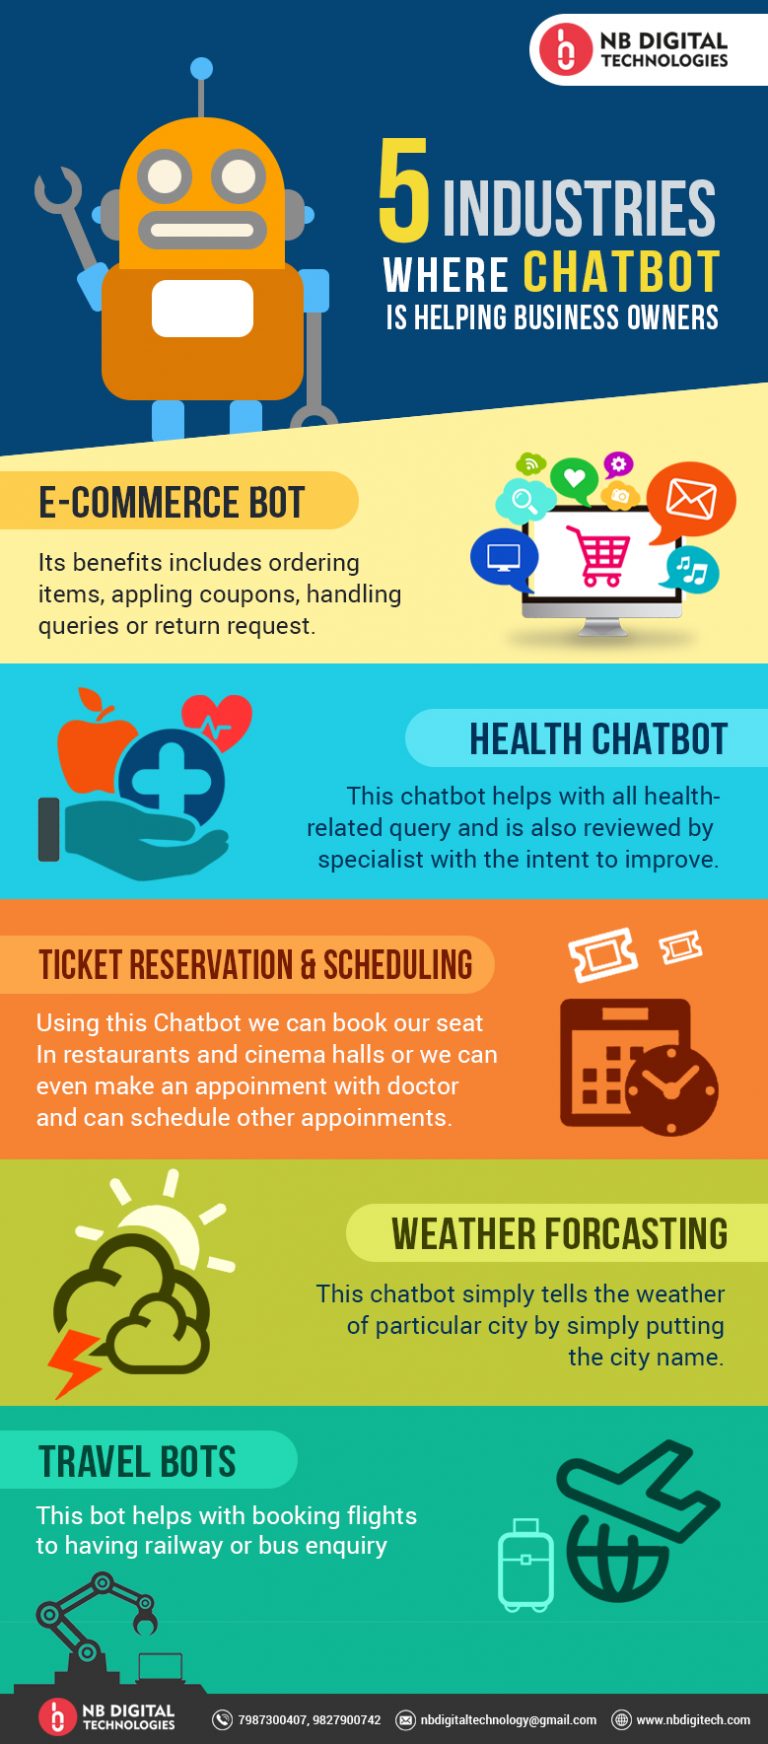 NB DIGITAL
TECHNOLOGIES
5 INDUSTRIES
WHERE CHATBOT
IS HELPING BUSINESS OWNERS
E-COMMERCE BOT
Its benefits includes ordering
items, appling coupons, handling
queries or return request.
HEALTH CHATBOT
This chatbot helps with all health-
related query and is also reviewed by
specialist with the intent to improve.
TICKET RESERVATION & SCHEDULING
Using this Chatbot we can book our seat
In restaurants and cinema halls or we can
even make an appoinment with doctor
and can schedule other appoinments.
WEATHER FORCASTING
This chatbot simply tells the weather
of particular city by simply putting
the city name.
TRAVEL BOTS
This bot helps with booking flights
to having railway or bus enquiry
NB DIGITAL
TECHNOLOGIES
7987300407, 9827900742
nbdigitaltechnology@gmail.com
www.nbdigitech.com